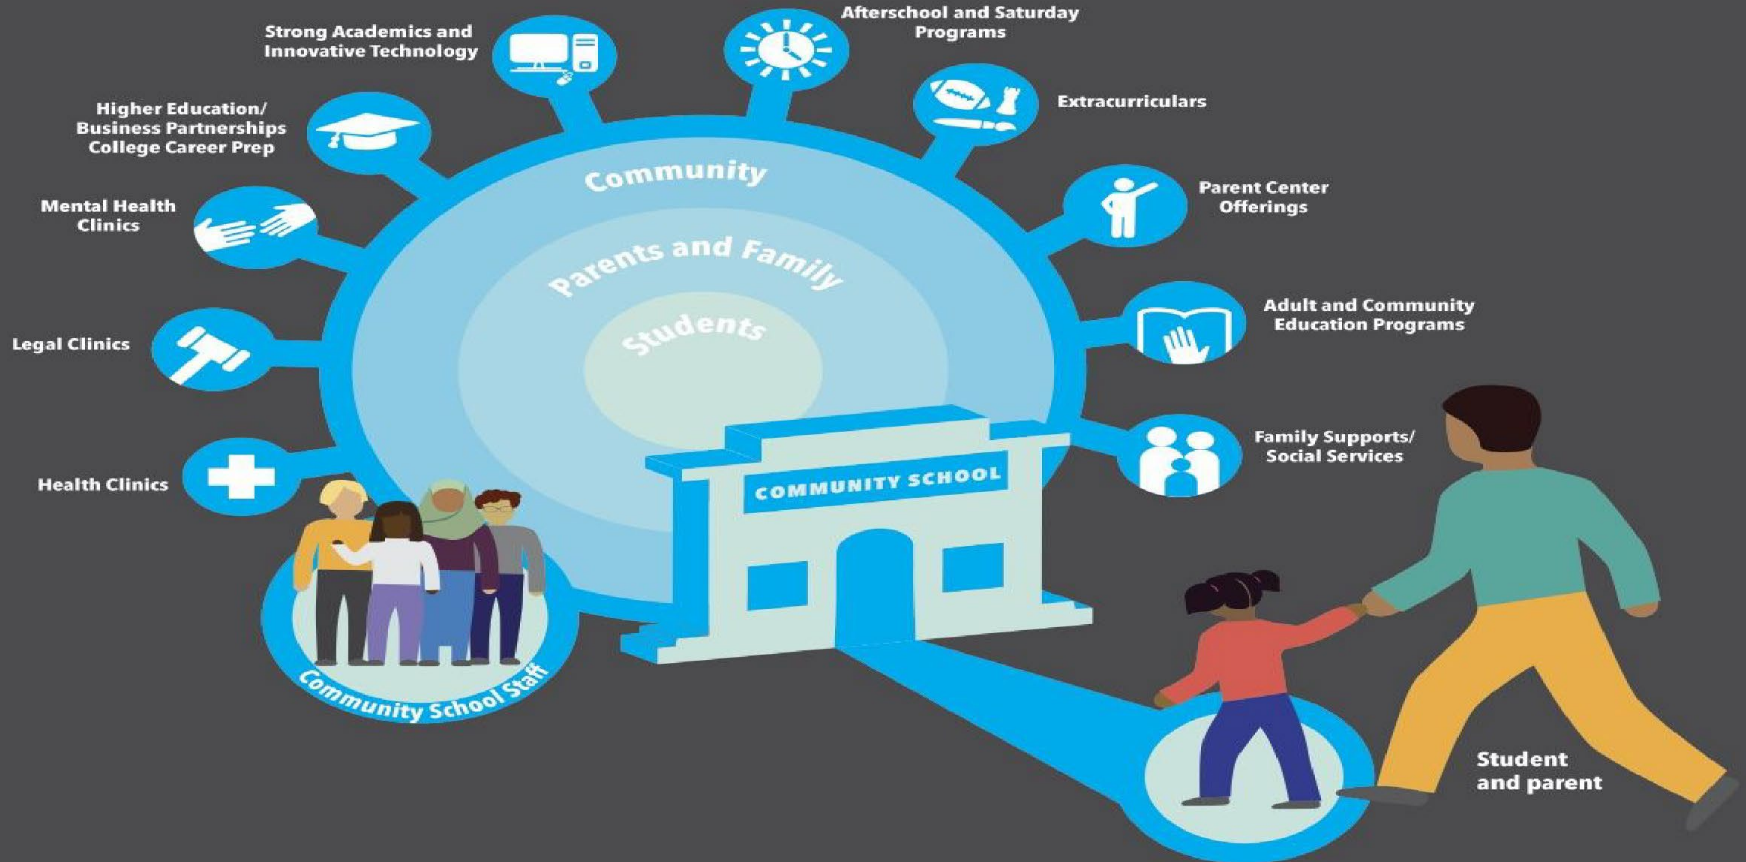 Afterschool and Saturday
Programs
Strong Academics and
Innovative Technology
Higher Education/
Business Partnerships
College Career Prep
Extracurriculars
Community
Parent Center
Offerings
Mental Health
Clinics
Parents and Family
Adult and Community
Education Programs
Students
Legal Clinics
Family Supports/
Social Services
Health Clinics
COMMUNITY SCHOOL
Community School Staff
Student
and parent